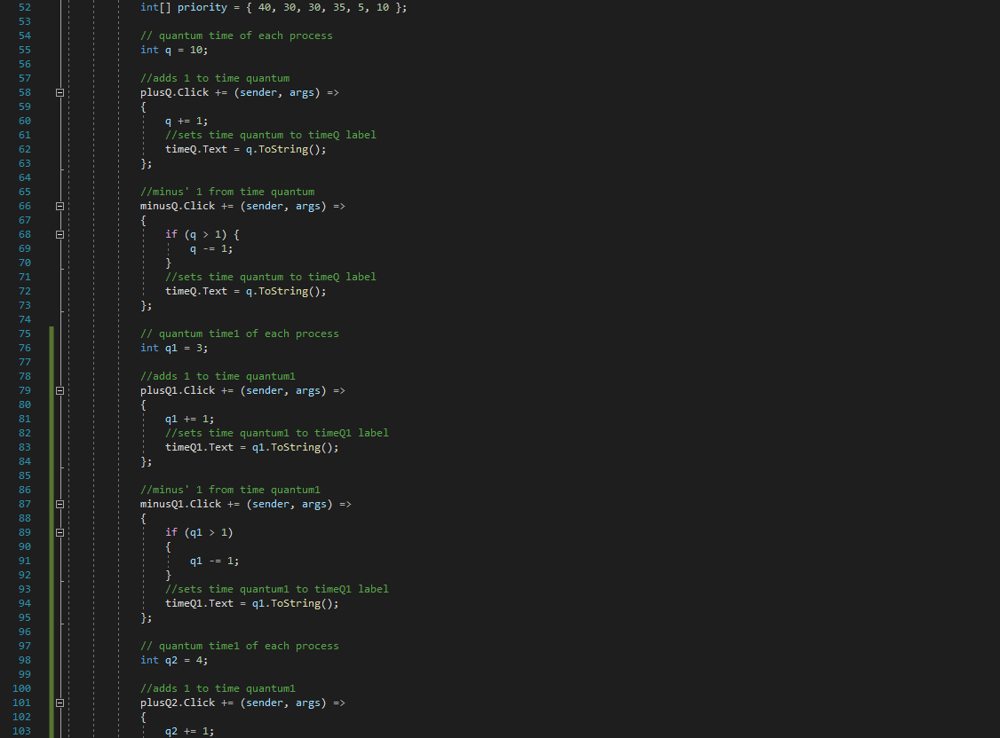 52 int[] priority = { 40, 30, 30, 35, 5, 10 };
53
54 // quantum time of each process
55 int q = 10;
56
57 //adds 1 to time quantum
58 plusQ.Click += (sender, args) =>
59 {
60 q += 1;
61 //sets time quantum to timeQ label
62 timeQ.Text = q.ToString();
63 };
64
65 //minus' 1 from time quantum
66 minusQ.Click += (sender, args) =>
67 {
68 if (q > 1) {
69 q -= 1;
70 }
71 //sets time quantum to timeQ label
72 timeQ.Text = q.ToString();
73 };
74
75 // quantum time1 of each process
76 int q1 = 3;
77
78 //adds 1 to time quantum1
79 plusQ1.Click += (sender, args) =>
80 {
81 q1 += 1;
82 //sets time quantum1 to timeQ1 label
83 timeQ1.Text = q1.ToString();
84 };
85
86 //minus' 1 from time quantum1
87 minusQ1.Click += (sender, args) =>
88 {
89 if (q1 > 1)
90 {
91 q1 -= 1;
92 }
93 //sets time quantum1 to timeQ1 label
94 timeQ1.Text = q1.ToString();
95 };
96
97 // quantum time1 of each process
98 int q2 = 4;
99
100 //adds 1 to time quantum1
101 plusQ2.Click += (sender, args) =>
102 {
103 q2 += 1;